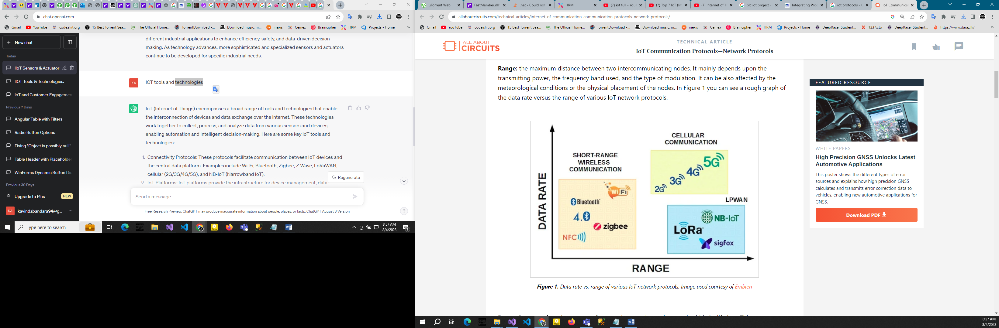 chat.openai.com
Gmail
YouTube
code.sliit.org
15 Best Torrent Sea...
The Official Home...
TorrentDownload -...
Download music, m...
inexis
Cemex
Braincipher
HRM
Projects - Home
»
+ New chat
Today
IIoT Sensors & Actuator
IIOT Tools & Technologies.
IoT and Customer Engagemen
Previous 7 Days
Angular Table with Filters
Radio Button Options
Fixing "Object is possibly null"
Table Header with Placeholder
WinForms Dynamic Button Dis
Previous 30 Days
Upgrade to Plus
NEW
KA
kavindabandara94@g...
different industrial applications to enhance efficiency, safety, and data-driven decision-
making. As technology advances, more sophisticated and specialized sensors and actuators
continue to be developed for specific industrial needs.
KA
IOT tools and technologies
IoT (Internet of Things) encompasses a broad range of tools and technologies that enable
the interconnection of devices and data exchange over the internet. These technologies
work together to collect, process, and analyze data from various sensors and devices,
enabling automation and intelligent decision-making. Here are some key IoT tools and
technologies:
1. Connectivity Protocols: These protocols facilitate communication between IoT devices and
the central data platform. Examples include Wi-Fi, Bluetooth, Zigbee, Z-Wave, LoRaWAN,
cellular (2G/3G/4G/5G), and NB-IoT (Narrowband IoT).
2. IoT Platforms: IoT platforms provide the infrastructure for device management, data
Regenerate
Send a message
Free Research Preview. ChatGPT may produce inaccurate information about people, places, or facts. ChatGPT August 3 Version
?
Type here to search
8:57 AM
8/4/2023
µTorrent Web
FastMember.dll
.net - Could not
HRM
(7) iot full - You
(7) Top 7 IoT (In
(7) Internet of T
plc iot project -
Integrating Prog
iot protocols - G
IoT Communicat
allaboutcircuits.com/technical-articles/internet-of-communication-communication-protocols-network-protocols/
Gmail
YouTube
code.sliit.org
15 Best Torrent Sea...
The Official Home...
TorrentDownload -...
Download music, m...
inexis
Cemex
Braincipher
HRM
Projects - Home
DeepRacer Student...
1337x.to
DeepRacer Student...
https://www.daraz.lk/
»
ALL ABOUT
CIRCUITS
TECHNICAL ARTICLE
IoT Communication Protocols—Network Protocols
Range: the maximum distance between two intercommunicating nodes. It mainly depends upon the
transmitting power, the frequency band used, and the type of modulation. It can be also affected by the
meteorological conditions or the physical placement of the nodes. In Figure 1 you can see a rough graph of
the data rate versus the range of various IoT network protocols.
CELLULAR
COMMUNICATION
SHORT-RANGE
WIRELESS
COMMUNICATION
5G
4G
3G
2G
WiFi
Bluetooth
4.0
zigbee
NFC
LPWAN
NB-IoT
LoRa
sigfox
DATA RATE
RANGE
Figure 1. Data rate vs. range of various IoT network protocols. Image used courtesy of Embien
FEATURED RESOURCE
WHITE PAPERS
High Precision GNSS Unlocks Latest
Automotive Applications
This poster shows the different types of error
sources and explains how high precision GNSS
calculates and transmits error correction data to
vehicles, enabling new automotive applications for
GNSS.
Download PDF
8:57 AM
8/4/2023